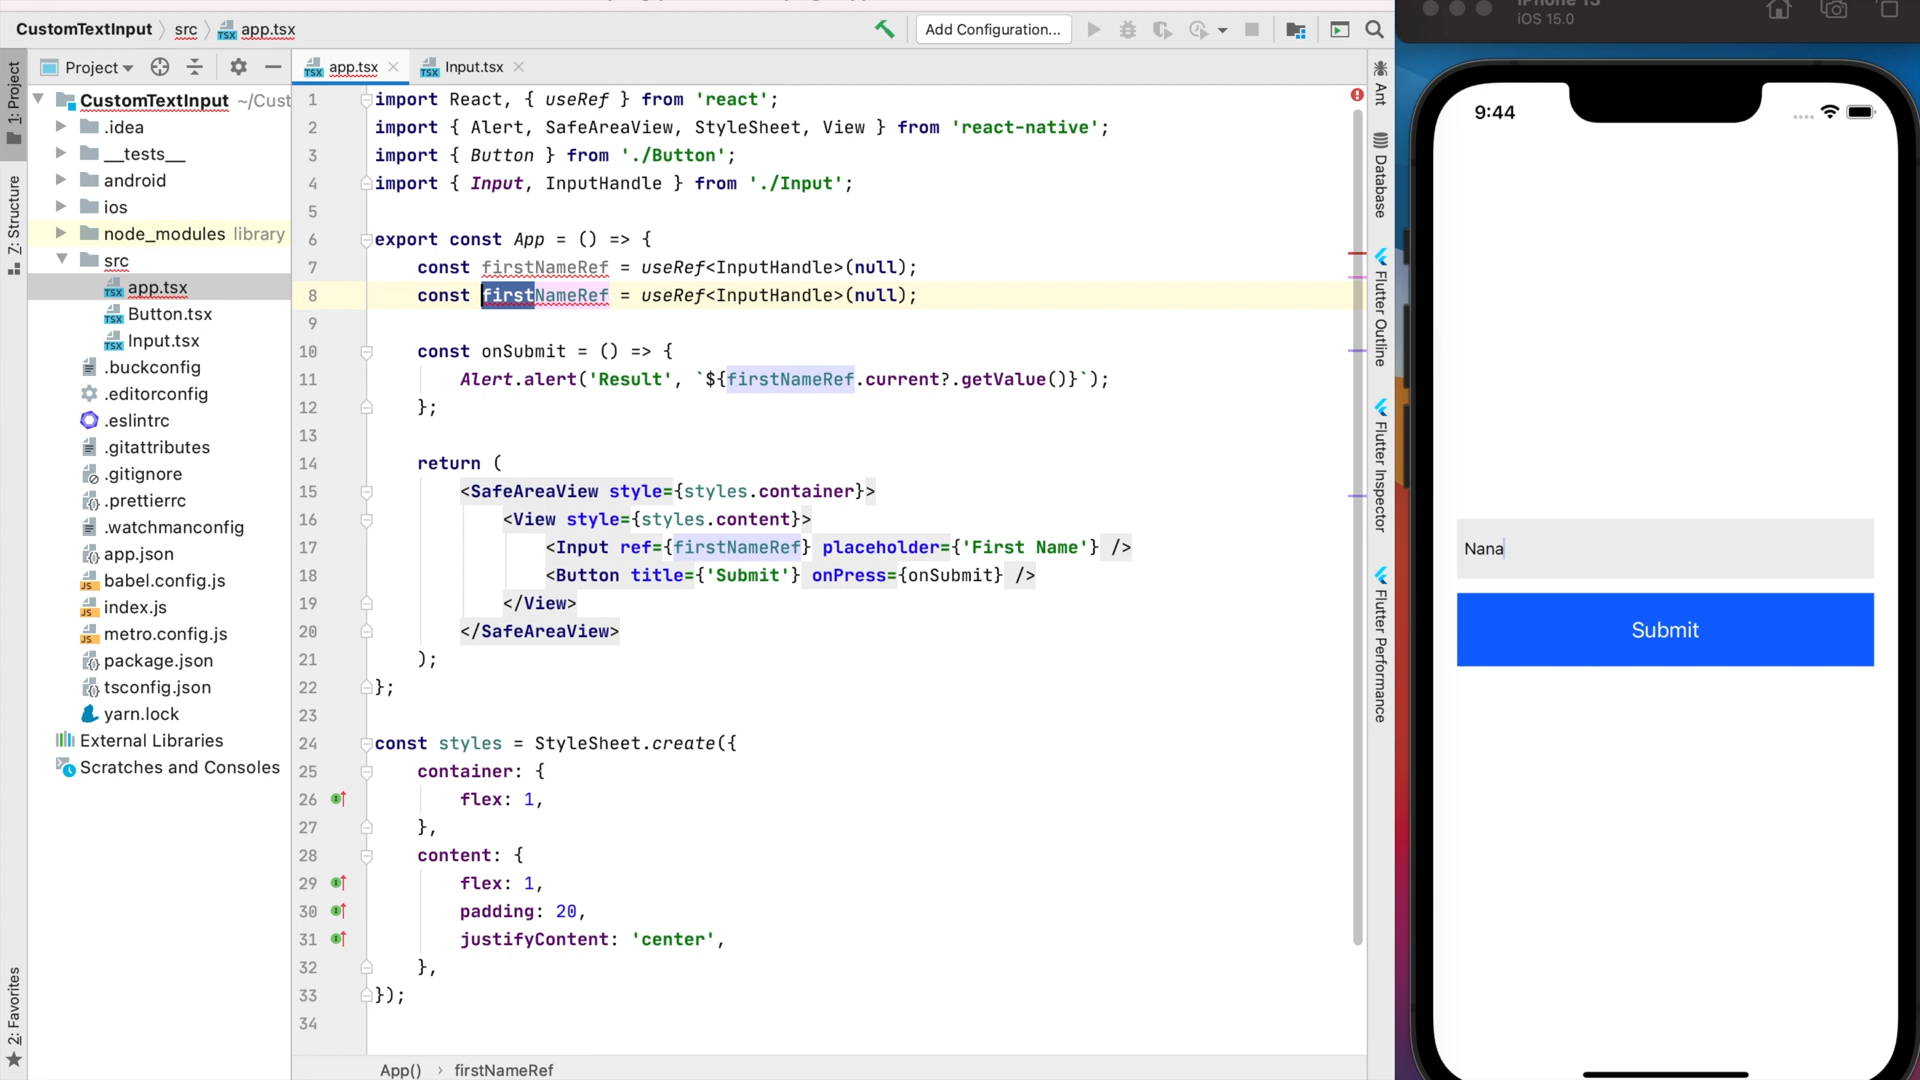 CustomTextInput
src
app.tsx
Add Configuration...
iOS 15.0
Project
app.tsx
Input.tsx
1: Project
Z: Structure
2: Favorites
CustomTextInput ~/Cust
.idea
__tests__
android
ios
node_modules library
src
app.tsx
Button.tsx
Input.tsx
.buckconfig
.editorconfig
.eslintrc
.gitattributes
.gitignore
.prettierrc
.watchmanconfig
app.json
babel.config.js
index.js
metro.config.js
package.json
tsconfig.json
yarn.lock
External Libraries
Scratches and Consoles
1 import React, { useRef } from 'react';
2 import { Alert, SafeAreaView, StyleSheet, View } from 'react-native';
3 import { Button } from './Button';
4 import { Input, InputHandle } from './Input';
5
6 export const App = () => {
7 const firstNameRef = useRef<InputHandle>(null);
8 const firstNameRef = useRef<InputHandle>(null);
9
10 const onSubmit = () => {
11 Alert.alert('Result', `${firstNameRef.current?.getValue()}`);
12 };
13
14 return (
15 <SafeAreaView style={styles.container}>
16 <View style={styles.content}>
17 <Input ref={firstNameRef} placeholder={'First Name'} />
18 <Button title={'Submit'} onPress={onSubmit} />
19 </View>
20 </SafeAreaView>
21 );
22 };
23
24 const styles = StyleSheet.create({
25 container: {
26 flex: 1,
27 },
28 content: {
29 flex: 1,
30 padding: 20,
31 justifyContent: 'center',
32 },
33 });
34
App() › firstNameRef
Ant
Database
Flutter Outline
Flutter Inspector
Flutter Performance
9:44
Nana
Submit